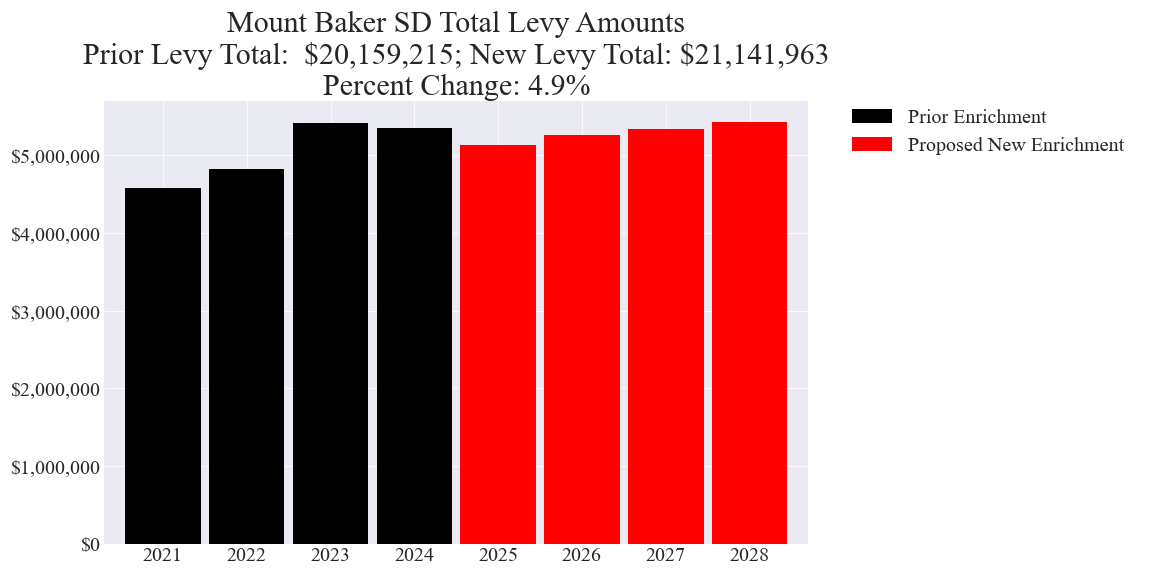 Mount Baker SD Total Levy Amounts
Prior Levy Total:  $20,159,215; New Levy Total: $21,141,963
Percent Change: 4.9%
Prior Enrichment
Proposed New Enrichment
$5,000,000
$4,000,000
$3,000,000
$2,000,000
$1,000,000
$0
2021 2022 2023 2024 2025 2026 2027 2028